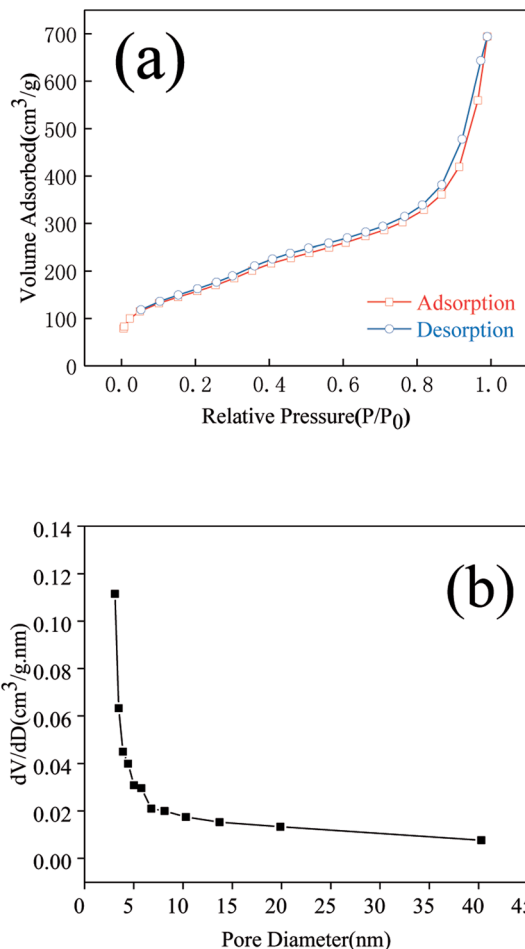 (a)
Volume Adsorbed(cm³/g)
700
600
500
400
300
200
100
0
Adsorption
Desorption
0.0 0.2 0.4 0.6 0.8 1.0
Relative Pressure(P/P₀)
(b)
dV/dD(cm³/g.nm)
0.14
0.12
0.10
0.08
0.06
0.04
0.02
0.00
0 5 10 15 20 25 30 35 40 45
Pore Diameter(nm)